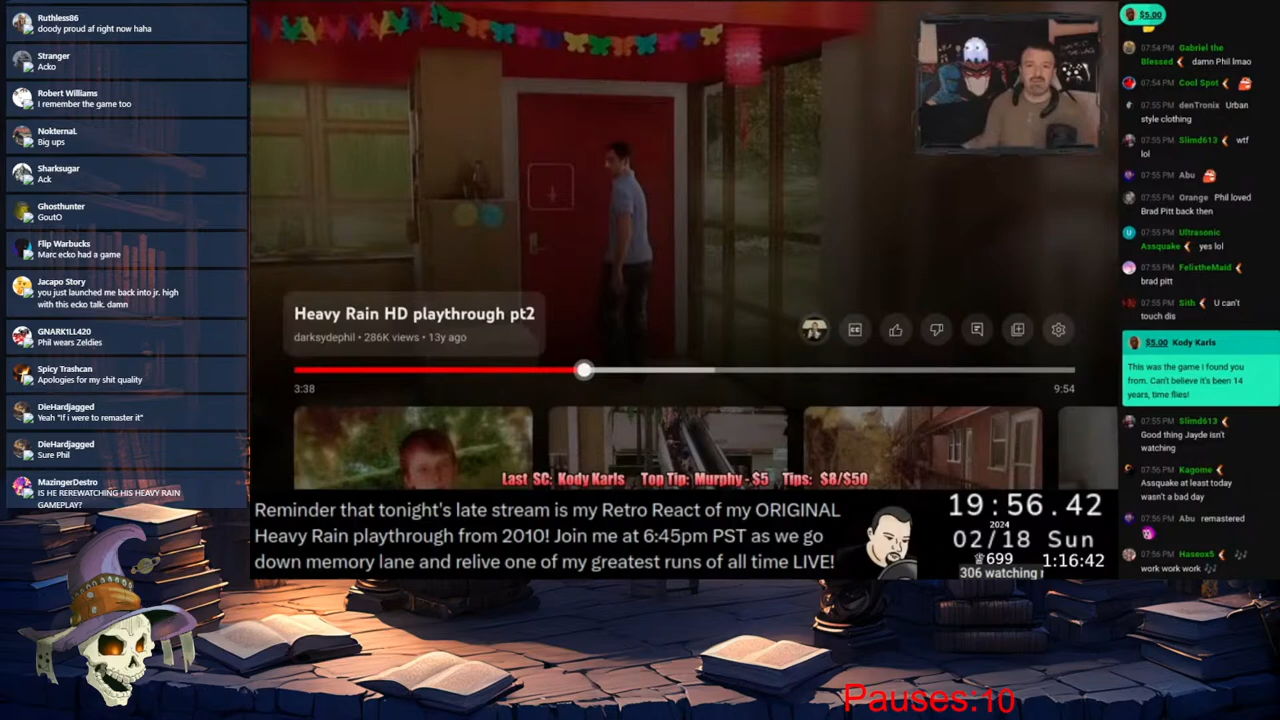 Ruthless86
doody proud af right now haha
Stranger
Acko
Robert Williams
I remember the game too
NokternaL
Big ups
Sharksugar
Ack
Ghosthunter
GoutO
Flip Warbucks
Marc ecko had a game
Jacapo Story
you just launched me back into jr. high
with this ecko talk. damn
GNARK1LL420
Phil wears Zeldies
Spicy Trashcan
Apologies for my shit quality
DieHardjagged
Yeah "If i were to remaster it"
DieHardjagged
Sure Phil
MazingerDestro
IS HE REREWATCHING HIS HEAVY RAIN
GAMEPLAY?
Heavy Rain HD playthrough pt2
darksydephil • 286K views • 13y ago
CC
3:38
9:54
Last SC: Kody Karls Top Tip: Murphy - $5 Tips: $8/$50
Reminder that tonight's late stream is my Retro React of my ORIGINAL
Heavy Rain playthrough from 2010! Join me at 6:45pm PST as we go
down memory lane and relive one of my greatest runs of all time LIVE!
19:56.42
2024
02/18 Sun
699
1:16:42
306 watching
$5.00
07:54 PM Gabriel the
Blessed damn Phil lmao
07:54 PM Cool Spot
07:55 PM denTronix Urban
style clothing
07:55 PM Slimd613 wtf
lol
07:55 PM Abu
07:55 PM Orange Phil loved
Brad Pitt back then
07:55 PM Ultrasonic
Assquake yes lol
07:55 PM FelixtheMaid
brad pitt
07:55 PM Sith U can't
touch dis
$5.00 Kody Karls
This was the game I found you
from. Can't believe it's been 14
years, time flies!
07:55 PM Slimd613
Good thing Jayde isn't
watching
07:56 PM Kagome
Assquake at least today
wasn't a bad day
07:56 PM Abu remastered
07:56 PM Haseox5
work work work
Pauses:10